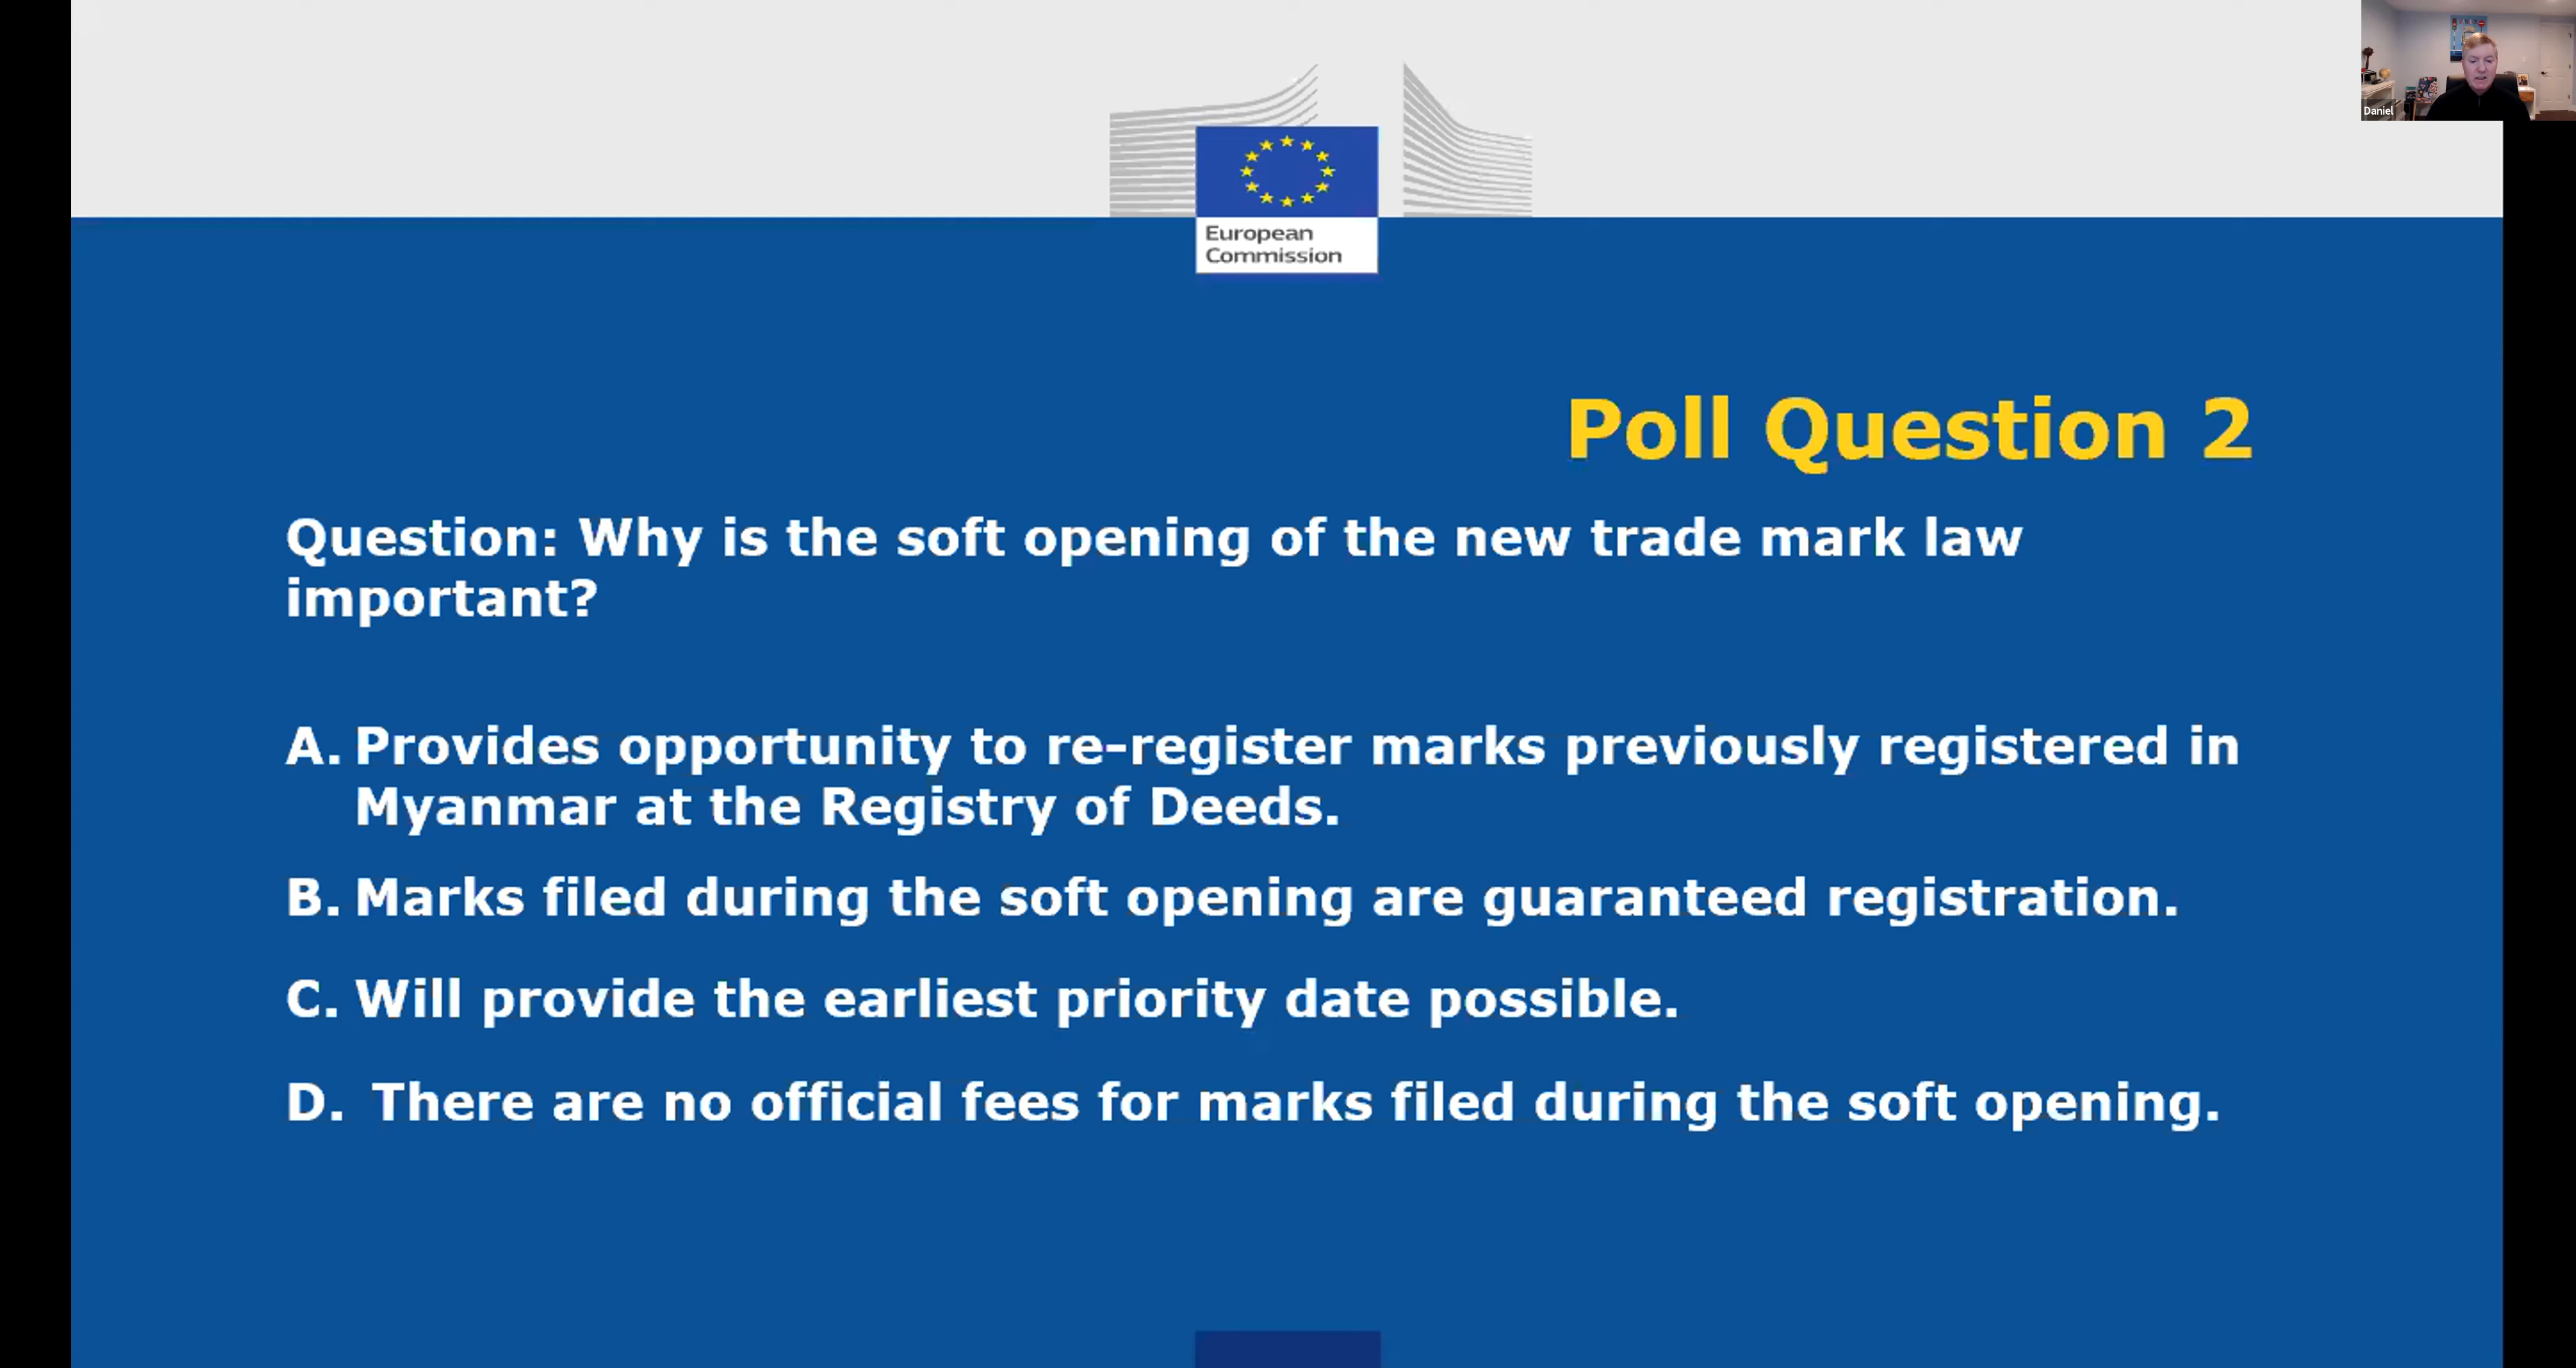 Daniel
European
Commission
Poll Question 2
Question: Why is the soft opening of the new trade mark law
important?
A. Provides opportunity to re-register marks previously registered in
Myanmar at the Registry of Deeds.
B. Marks filed during the soft opening are guaranteed registration.
C. Will provide the earliest priority date possible.
D. There are no official fees for marks filed during the soft opening.